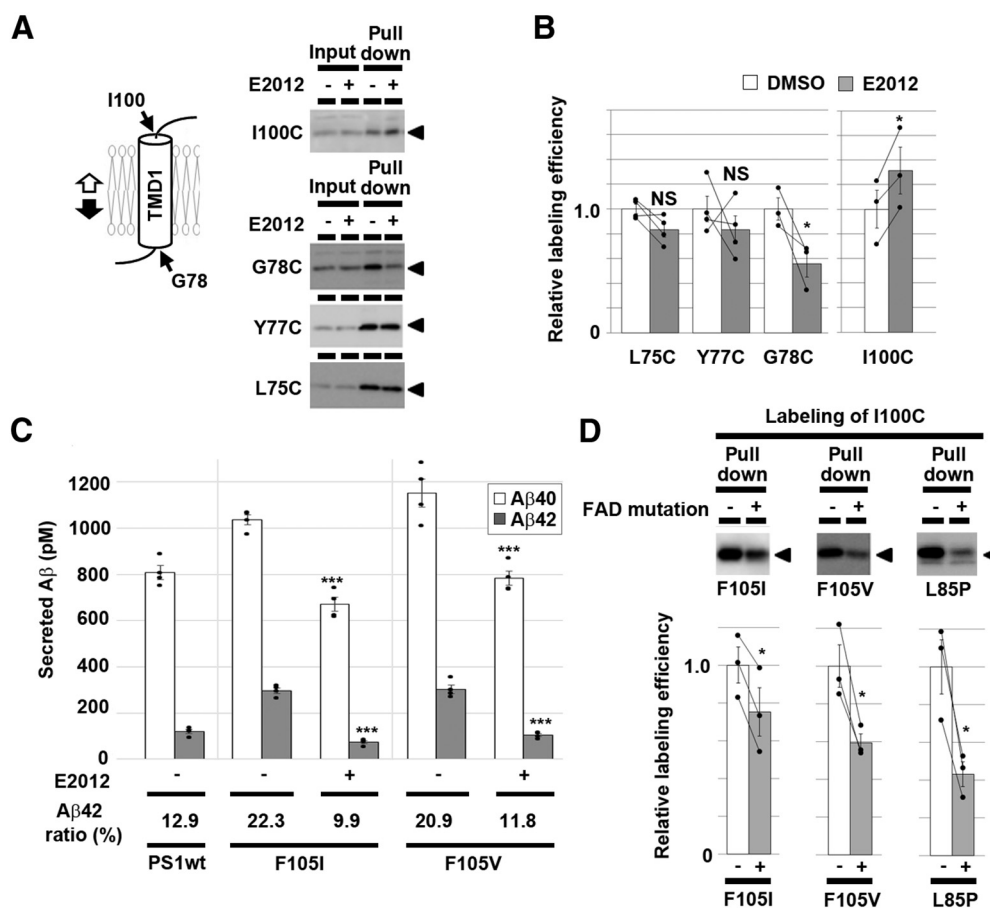 A
Input
Pull
down
E2012
- + - +
I100
I100C
TMD1
G78
Input
Pull
down
E2012
- + - +
G78C
Y77C
L75C
B
DMSO E2012
Relative labeling efficiency
1.0
0
NS
NS
*
*
L75C Y77C G78C I100C
C
Secreted Aβ (pM)
1200
1000
800
600
400
200
0
Aβ40
Aβ42
***
***
***
***
E2012
- - + - +
Aβ42
ratio (%)
12.9 22.3 9.9 20.9 11.8
PS1wt F105I F105V
D
Labeling of I100C
Pull
down
Pull
down
Pull
down
FAD mutation
- + - + - +
F105I F105V L85P
Relative labeling efficiency
1.0
0
*
*
*
- + - + - +
F105I F105V L85P